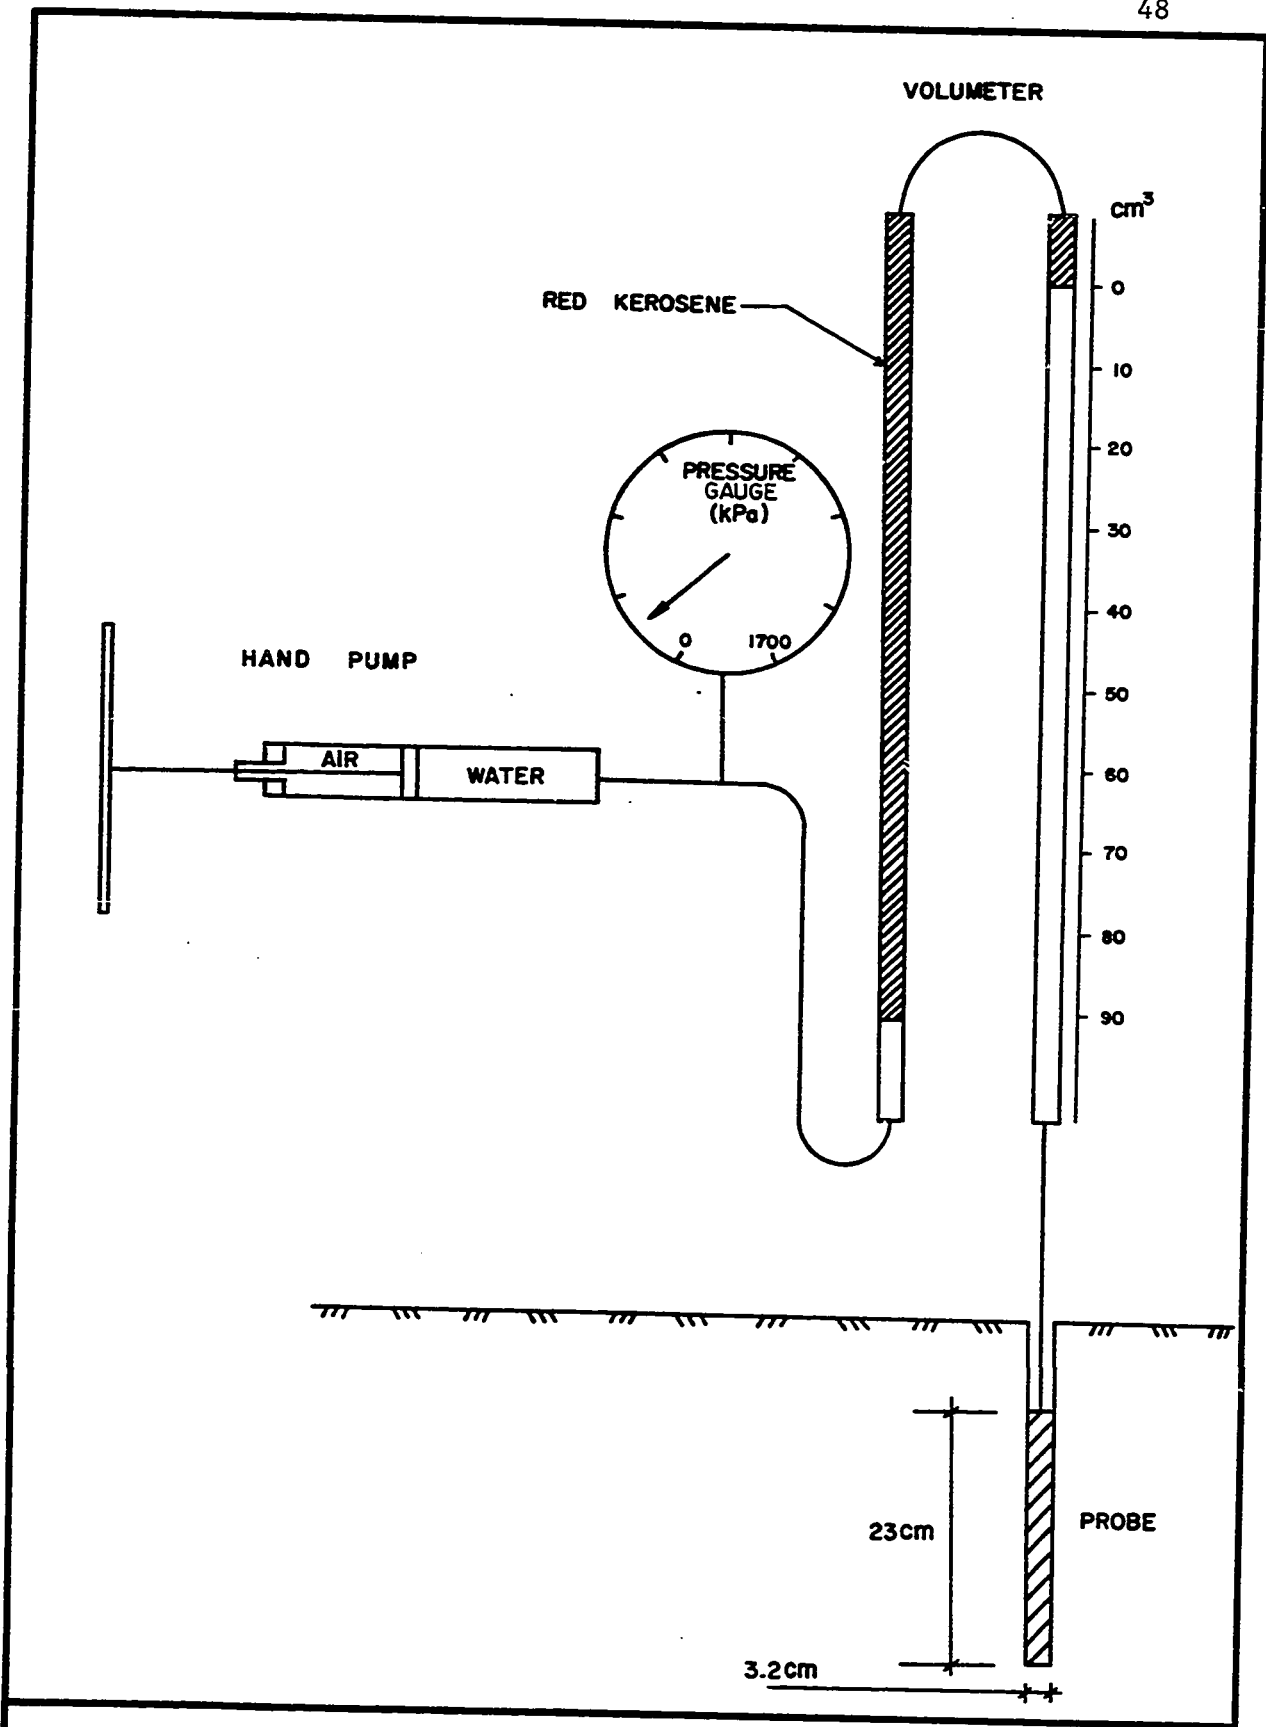 48
VOLUMETER
cm³
RED KEROSENE
0
10
20
30
40
50
60
70
80
90
PRESSURE
GAUGE
(kPa)
0 1700
HAND PUMP
AIR
WATER
23cm
PROBE
3.2cm